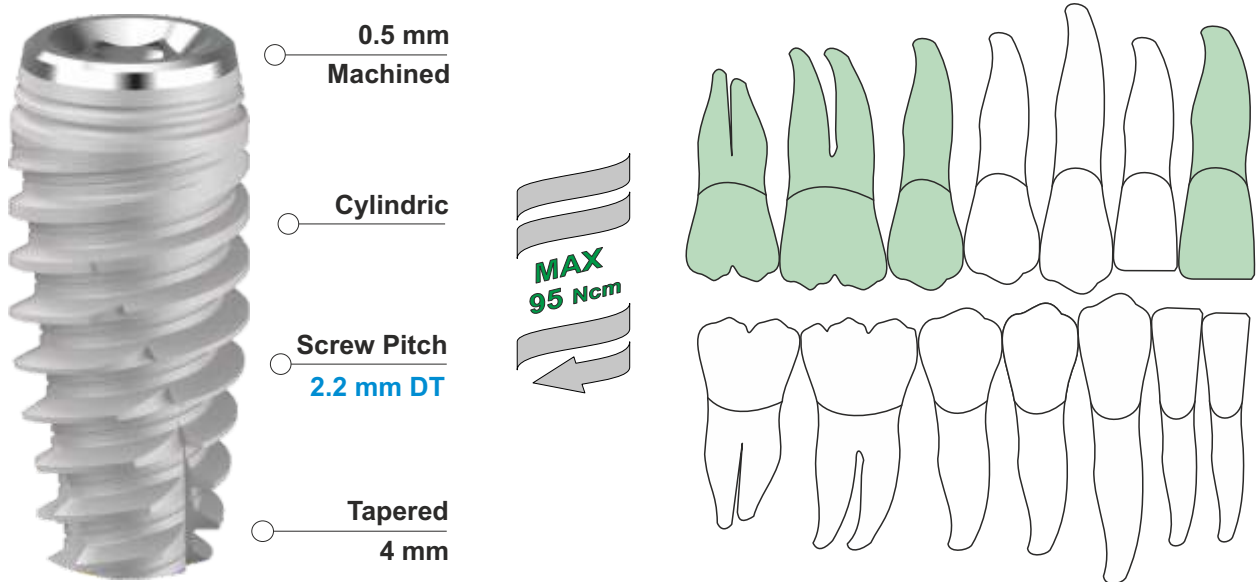 0.5 mm
Machined
Cylindric
MAX
95 Ncm
Screw Pitch
2.2 mm DT
Tapered
4 mm